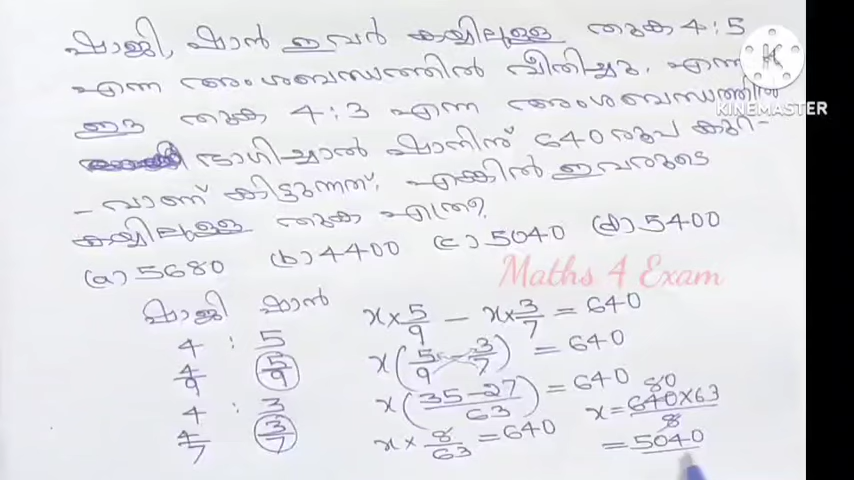 ഷാജി, ഷാൻ ഇവർ കയ്യിലുള്ള തുക 4:5
എന്ന അംശബന്ധത്തിൽ വീതിച്ചു. എന്നാ
ഈ തുക 4:3 എന്ന അംശബന്ധത്തിൽ
ഭാഗിച്ചാൽ ഷാനിന് 640 രൂപ കുറ-
-വാണ് കിട്ടുന്നത്. എങ്കിൽ ഇവരുടെ
കയ്യിലുള്ള തുക എത്ര?
(a) 5680 (b) 4400 (c) 5040 (d) 5400
K
KINEMASTER
Maths 4 Exam
ഷാജി ഷാൻ
4 : 5
4/9 5/9
4 : 3
4/7 3/7
x × 5/9 – x × 3/7 = 640
x(5/9 – 3/7) = 640
x((35-27)/63) = 640
x × 8/63 = 640
80
x = 640×63/8
= 5040